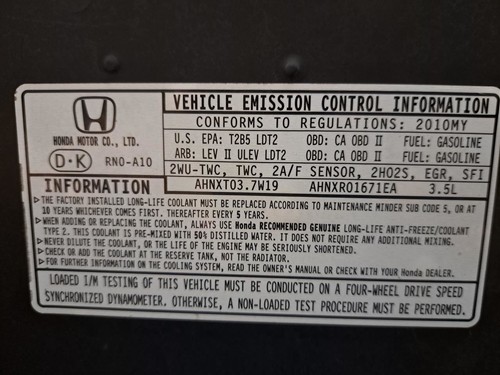 VEHICLE EMISSION CONTROL INFORMATION
HONDA MOTOR CO., LTD.
CONFORMS TO REGULATIONS: 2010MY
U.S. EPA: T2B5 LDT2 OBD: CA OBD II FUEL: GASOLINE
D·K RN0-A10
ARB: LEV II ULEV LDT2 OBD: CA OBD II FUEL: GASOLINE
2WU-TWC, TWC, 2A/F SENSOR, 2HO2S, EGR, SFI
INFORMATION AHNXT03.7W19 AHNXR0167IEA 3.5L
THE FACTORY INSTALLED LONG-LIFE COOLANT MUST BE REPLACED ACCORDING TO MAINTENANCE MINDER SUB CODE 5, OR AT
10 YEARS WHICHEVER COMES FIRST. THEREAFTER EVERY 5 YEARS.
WHEN ADDING OR REPLACING THE COOLANT, ALWAYS USE Honda RECOMMENDED GENUINE LONG-LIFE ANTI-FREEZE/COOLANT
TYPE 2. THIS COOLANT IS PRE-MIXED WITH 50% DISTILLED WATER. IT DOES NOT REQUIRE ANY ADDITIONAL MIXING.
NEVER DILUTE THE COOLANT, OR THE LIFE OF THE ENGINE MAY BE SERIOUSLY SHORTENED.
CHECK OR ADD THE COOLANT AT THE RESERVE TANK, NOT THE RADIATOR.
FOR FURTHER INFORMATION ON THE COOLING SYSTEM, READ THE OWNER'S MANUAL OR CHECK WITH YOUR Honda DEALER.
LOADED I/M TESTING OF THIS VEHICLE MUST BE CONDUCTED ON A FOUR-WHEEL DRIVE SPEED
SYNCHRONIZED DYNAMOMETER. OTHERWISE, A NON-LOADED TEST PROCEDURE MUST BE PERFORMED.